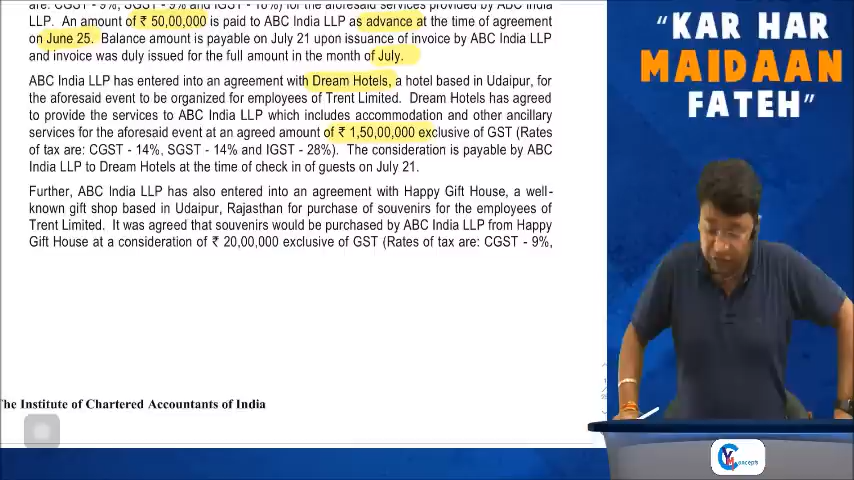 are: CGST - 9%, SGST - 9% and IGST - 18%) for the aforesaid services provided by ABC India
LLP. An amount of ₹ 50,00,000 is paid to ABC India LLP as advance at the time of agreement
on June 25. Balance amount is payable on July 21 upon issuance of invoice by ABC India LLP
and invoice was duly issued for the full amount in the month of July.
ABC India LLP has entered into an agreement with Dream Hotels, a hotel based in Udaipur, for
the aforesaid event to be organized for employees of Trent Limited. Dream Hotels has agreed
to provide the services to ABC India LLP which includes accommodation and other ancillary
services for the aforesaid event at an agreed amount of ₹ 1,50,00,000 exclusive of GST (Rates
of tax are: CGST - 14%, SGST - 14% and IGST - 28%). The consideration is payable by ABC
India LLP to Dream Hotels at the time of check in of guests on July 21.
Further, ABC India LLP has also entered into an agreement with Happy Gift House, a well-
known gift shop based in Udaipur, Rajasthan for purchase of souvenirs for the employees of
Trent Limited. It was agreed that souvenirs would be purchased by ABC India LLP from Happy
Gift House at a consideration of ₹ 20,00,000 exclusive of GST (Rates of tax are: CGST - 9%,
The Institute of Chartered Accountants of India
"KAR HAR
MAIDAAN
FATEH"